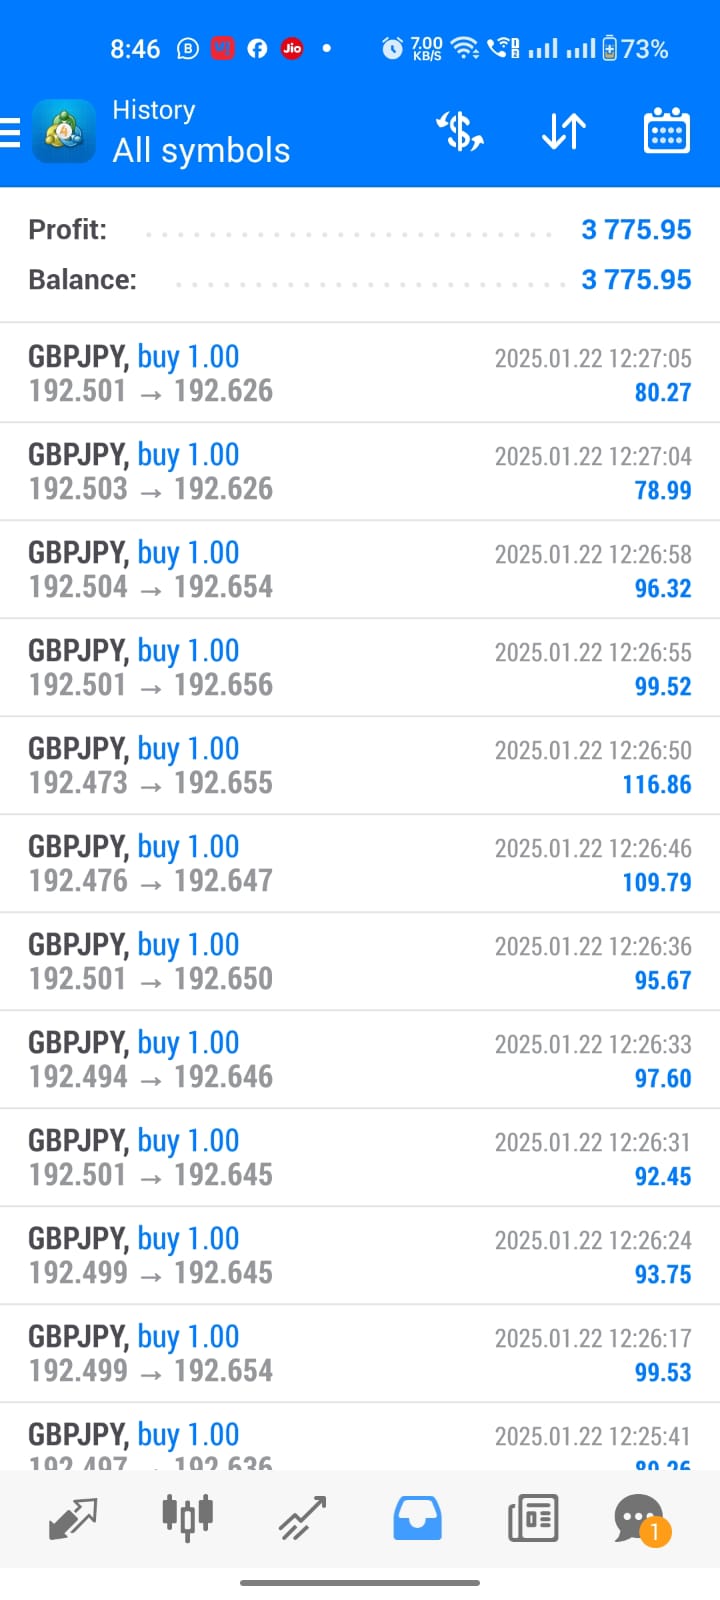 8:46 7.00 KB/S 73%
History
All symbols
Profit: 3 775.95
Balance: 3 775.95
GBPJPY, buy 1.00 2025.01.22 12:27:05
192.501 → 192.626 80.27
GBPJPY, buy 1.00 2025.01.22 12:27:04
192.503 → 192.626 78.99
GBPJPY, buy 1.00 2025.01.22 12:26:58
192.504 → 192.654 96.32
GBPJPY, buy 1.00 2025.01.22 12:26:55
192.501 → 192.656 99.52
GBPJPY, buy 1.00 2025.01.22 12:26:50
192.473 → 192.655 116.86
GBPJPY, buy 1.00 2025.01.22 12:26:46
192.476 → 192.647 109.79
GBPJPY, buy 1.00 2025.01.22 12:26:36
192.501 → 192.650 95.67
GBPJPY, buy 1.00 2025.01.22 12:26:33
192.494 → 192.646 97.60
GBPJPY, buy 1.00 2025.01.22 12:26:31
192.501 → 192.645 92.45
GBPJPY, buy 1.00 2025.01.22 12:26:24
192.499 → 192.645 93.75
GBPJPY, buy 1.00 2025.01.22 12:26:17
192.499 → 192.654 99.53
GBPJPY, buy 1.00 2025.01.22 12:25:41
1